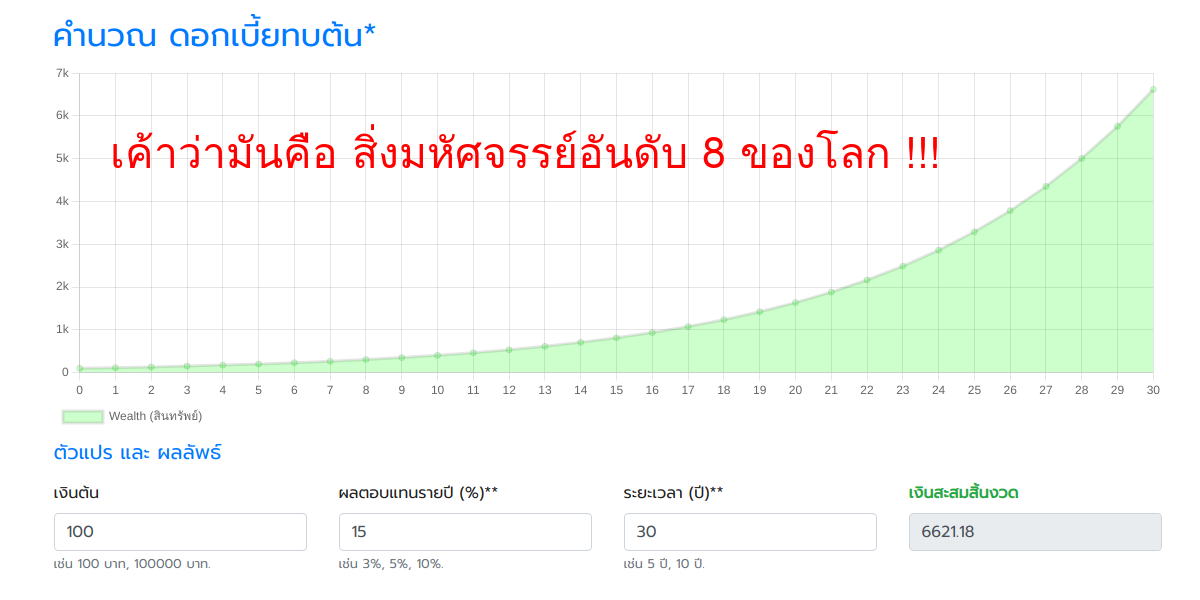 คำนวณ ดอกเบี้ยทบต้น*
7k
เค้าว่ามันคือ สิ่งมหัศจรรย์อันดับ 8 ของโลก !!!
6k
5k
4k
3k
2k
1k
0
0 1 2 3 4 5 6 7 8 9 10 11 12 13 14 15 16 17 18 19 20 21 22 23 24 25 26 27 28 29 30
Wealth (สินทรัพย์)
ตัวแปร และ ผลลัพธ์
เงินต้น ผลตอบแทนรายปี (%)** ระยะเวลา (ปี)** เงินสะสมสิ้นงวด
100 15 30 6621.18
เช่น 100 บาท, 100000 บาท. เช่น 3%, 5%, 10%. เช่น 5 ปี, 10 ปี.